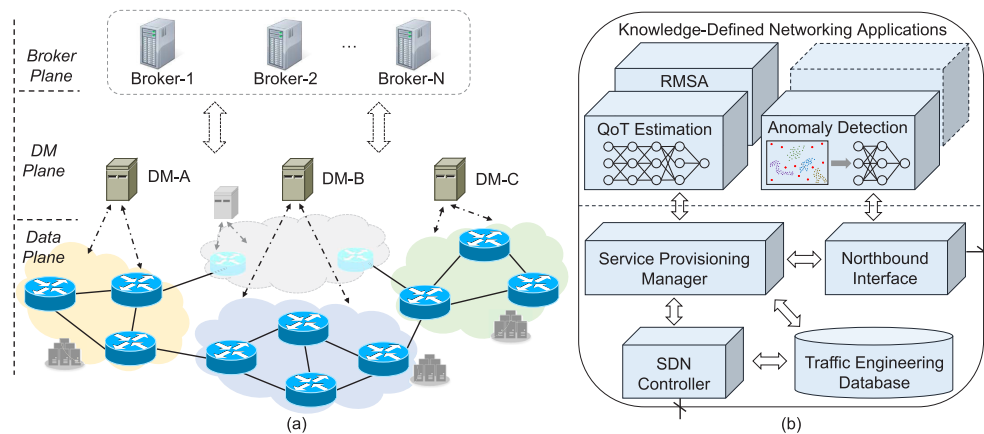 Broker
Plane
Broker-1
Broker-2
...
Broker-N
DM
Plane
DM-A
DM-B
DM-C
Data
Plane
(a)
Knowledge-Defined Networking Applications
RMSA
QoT Estimation
Anomaly Detection
Service Provisioning
Manager
Northbound
Interface
SDN
Controller
Traffic Engineering
Database
(b)